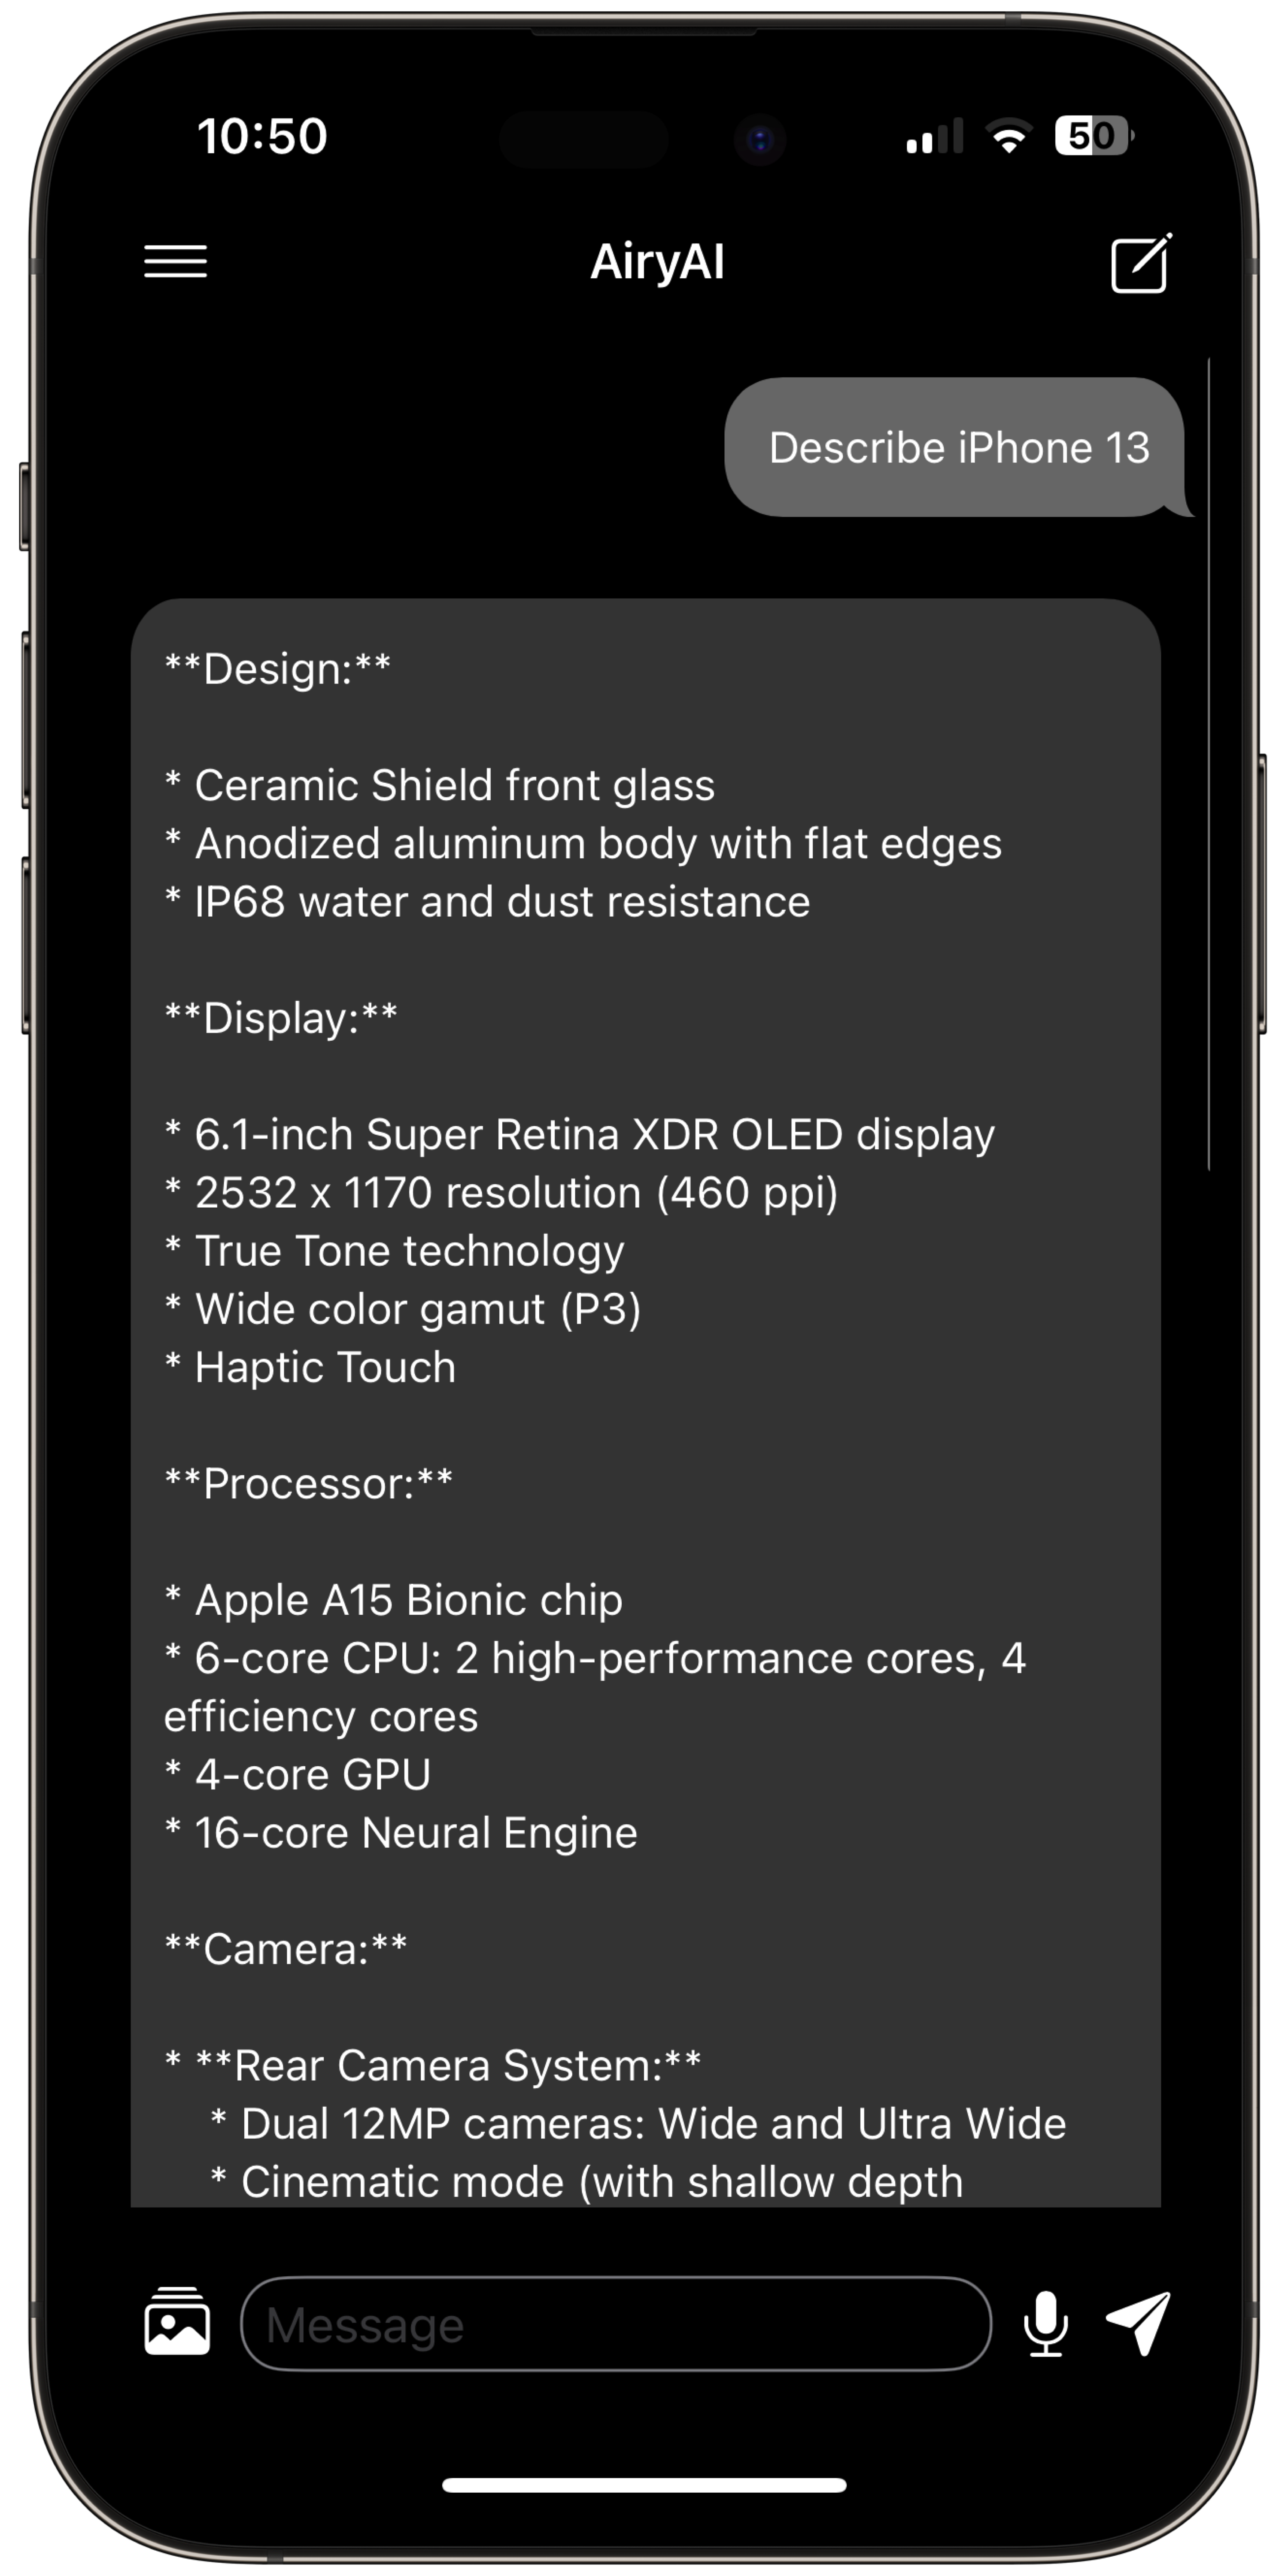 10:50
50
AiryAI
Describe iPhone 13
**Design:**
* Ceramic Shield front glass
* Anodized aluminum body with flat edges
* IP68 water and dust resistance
**Display:**
* 6.1-inch Super Retina XDR OLED display
* 2532 x 1170 resolution (460 ppi)
* True Tone technology
* Wide color gamut (P3)
* Haptic Touch
**Processor:**
* Apple A15 Bionic chip
* 6-core CPU: 2 high-performance cores, 4
efficiency cores
* 4-core GPU
* 16-core Neural Engine
**Camera:**
* **Rear Camera System:**
* Dual 12MP cameras: Wide and Ultra Wide
* Cinematic mode (with shallow depth
Message